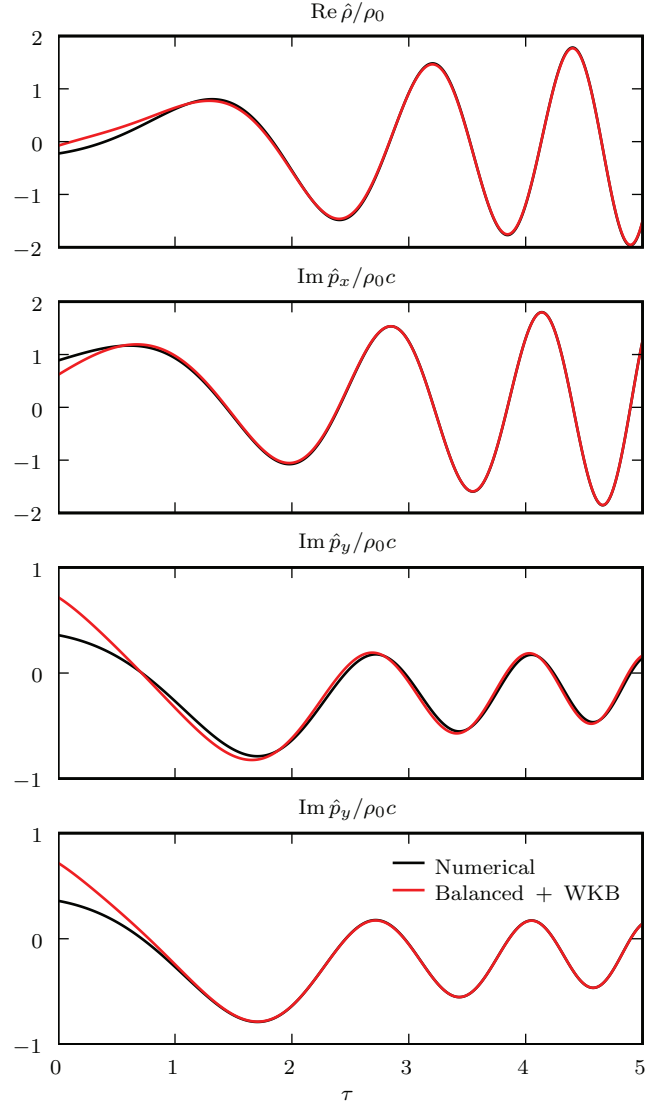 Re ρ̂/ρ₀
2
1
0
−1
−2
Im p̂ₓ/ρ₀c
2
1
0
−1
−2
Im p̂ᵧ/ρ₀c
1
0
−1
Im p̂ᵧ/ρ₀c
1
Numerical
Balanced + WKB
0
−1
0 1 2 3 4 5
τ